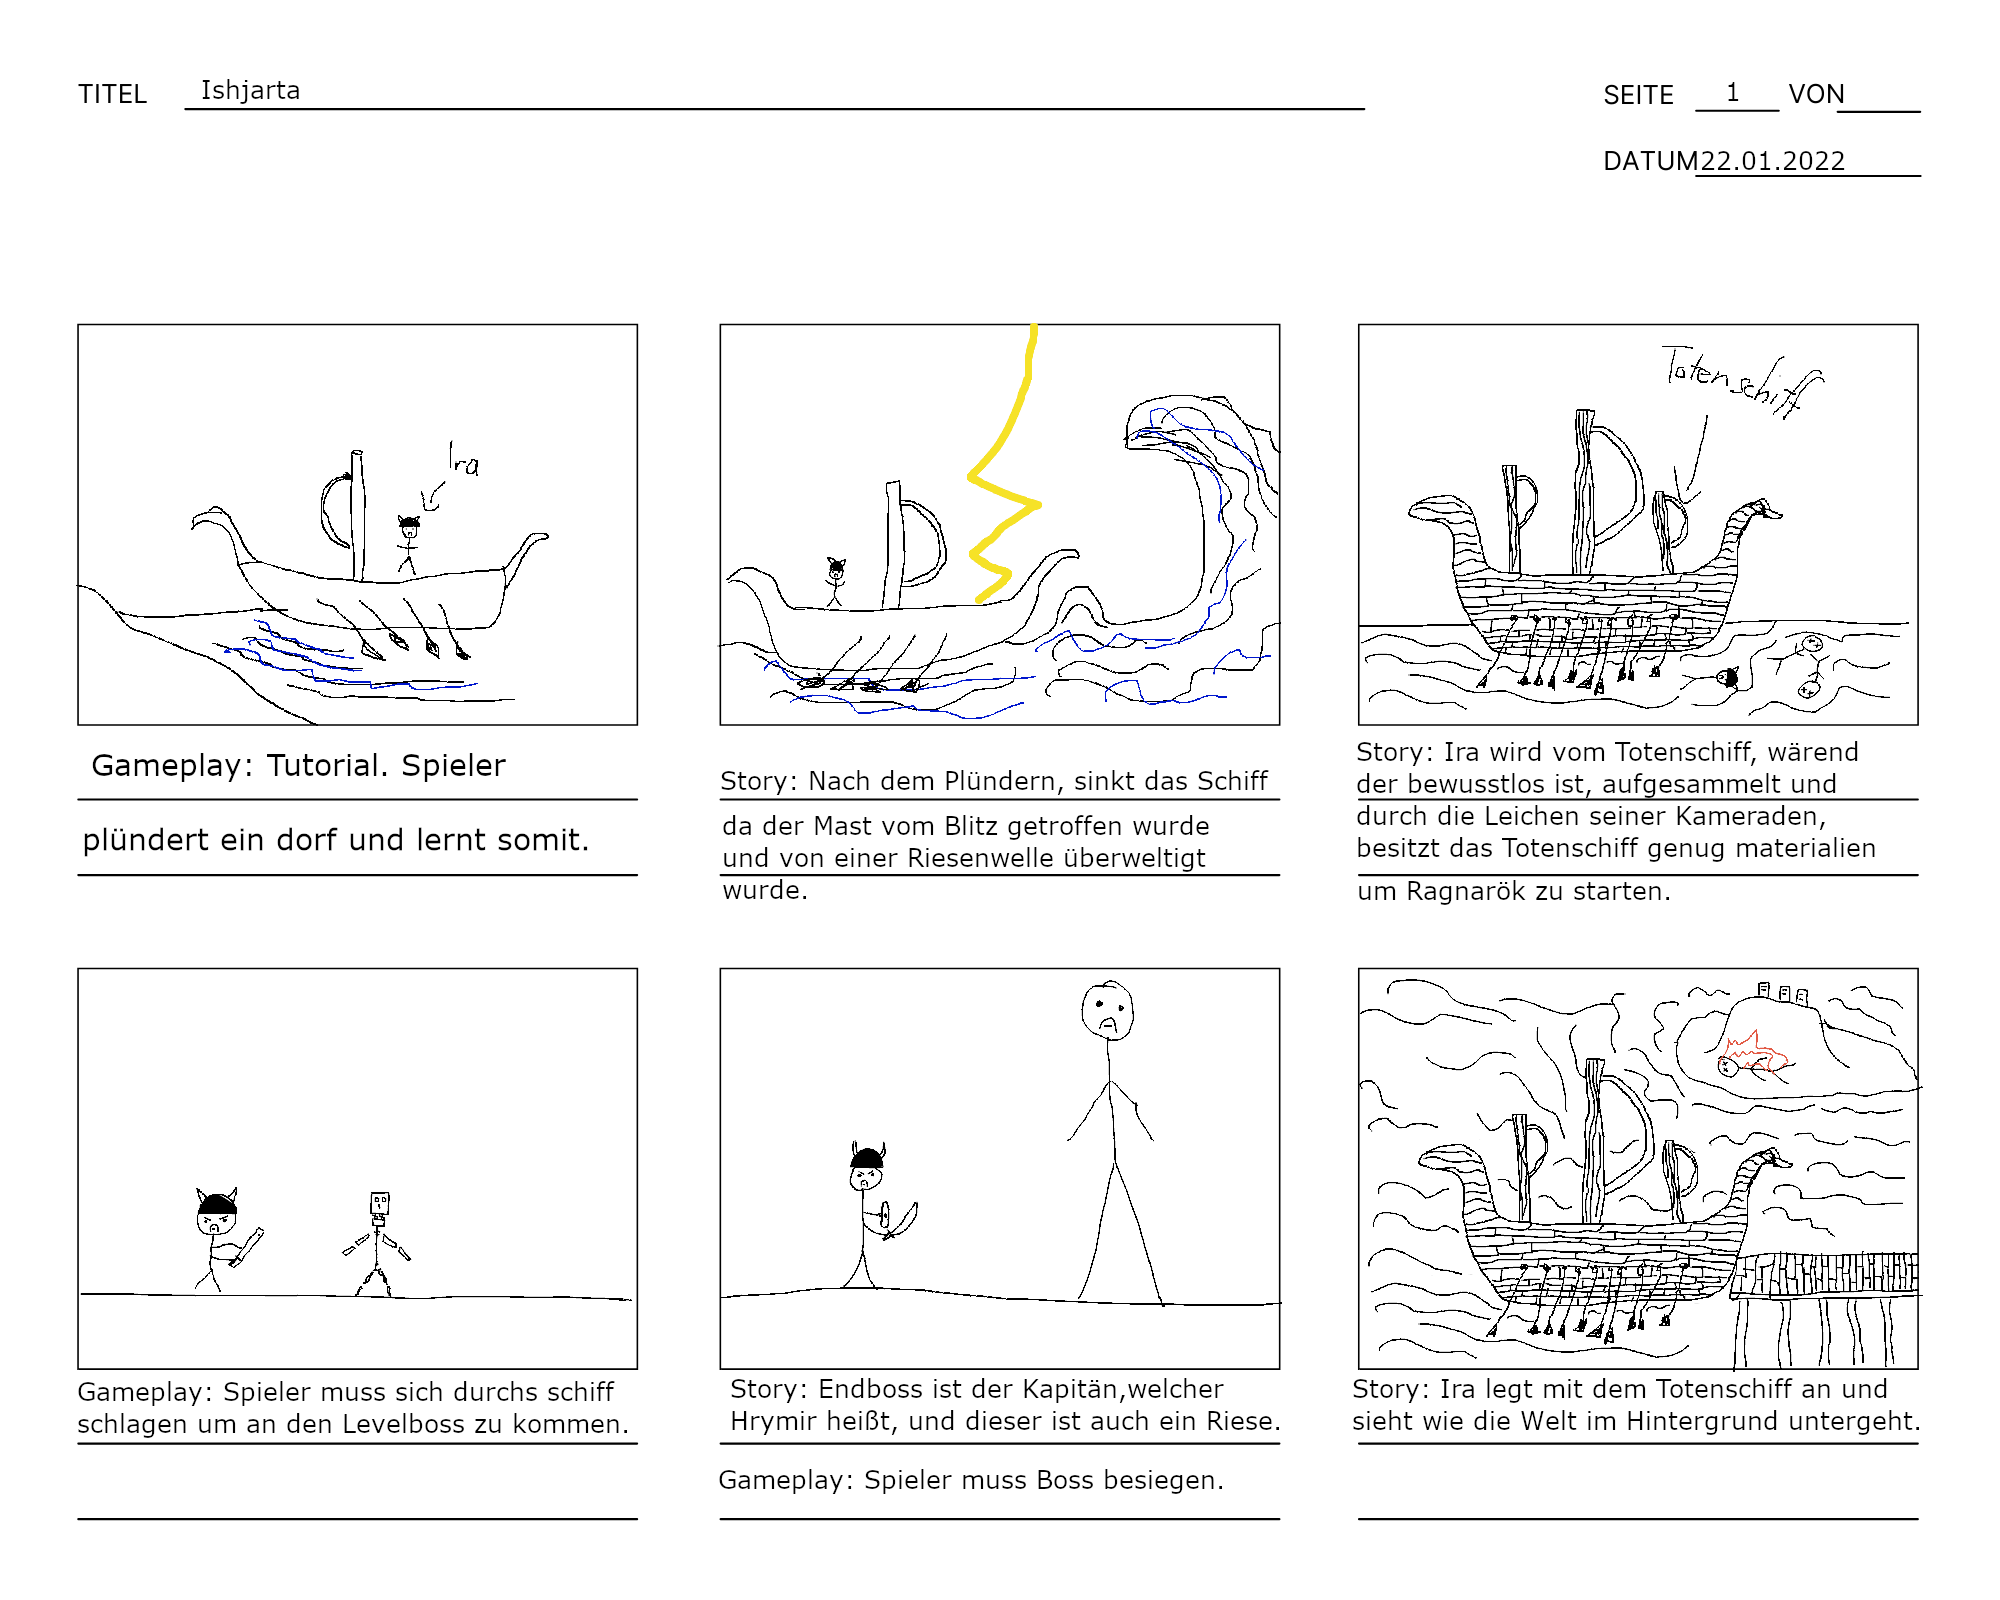 TITEL Ishjarta
SEITE 1 VON
DATUM 22.01.2022
Ira
Totenschiff
Gameplay: Tutorial. Spieler
plündert ein dorf und lernt somit.
Story: Nach dem Plündern, sinkt das Schiff
da der Mast vom Blitz getroffen wurde
und von einer Riesenwelle überweltigt
wurde.
Story: Ira wird vom Totenschiff, wärend
der bewusstlos ist, aufgesammelt und
durch die Leichen seiner Kameraden,
besitzt das Totenschiff genug materialien
um Ragnarök zu starten.
Gameplay: Spieler muss sich durchs schiff
schlagen um an den Levelboss zu kommen.
Story: Endboss ist der Kapitän,welcher
Hrymir heißt, und dieser ist auch ein Riese.
Gameplay: Spieler muss Boss besiegen.
Story: Ira legt mit dem Totenschiff an und
sieht wie die Welt im Hintergrund untergeht.